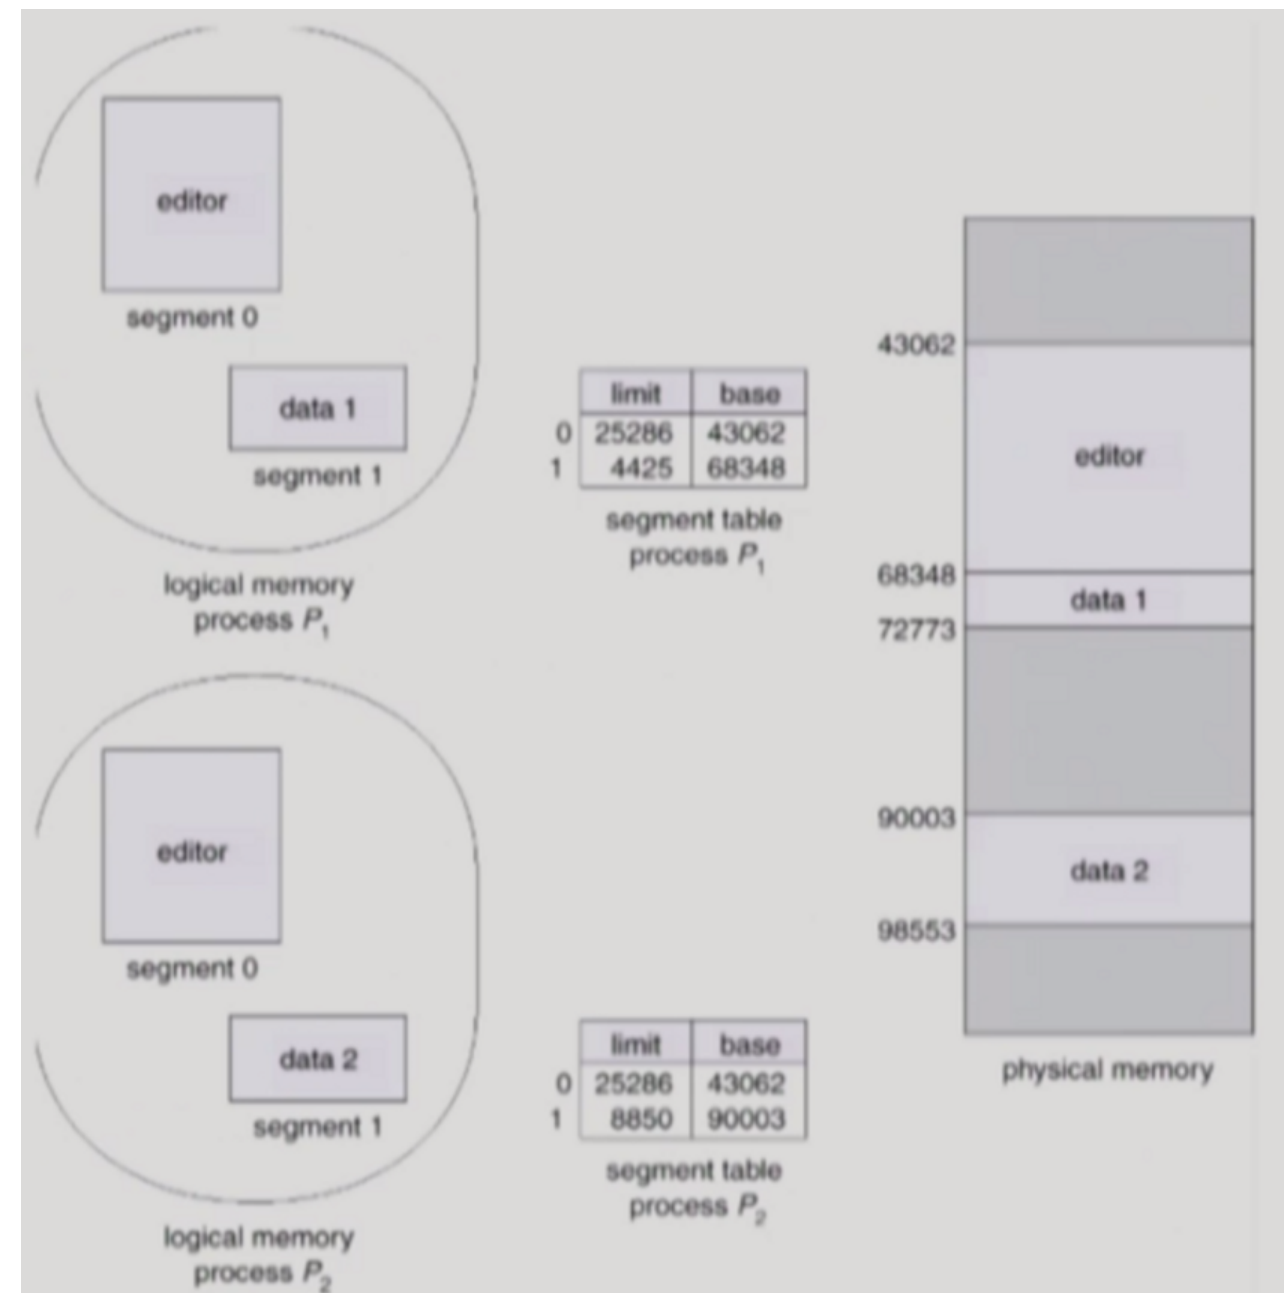 editor
segment 0
data 1
segment 1
logical memory
process P1
limit base
0 25286 43062
1 4425 68348
segment table
process P1
43062
editor
68348
data 1
72773
90003
data 2
98553
physical memory
editor
segment 0
data 2
segment 1
logical memory
process P2
limit base
0 25286 43062
1 8850 90003
segment table
process P2